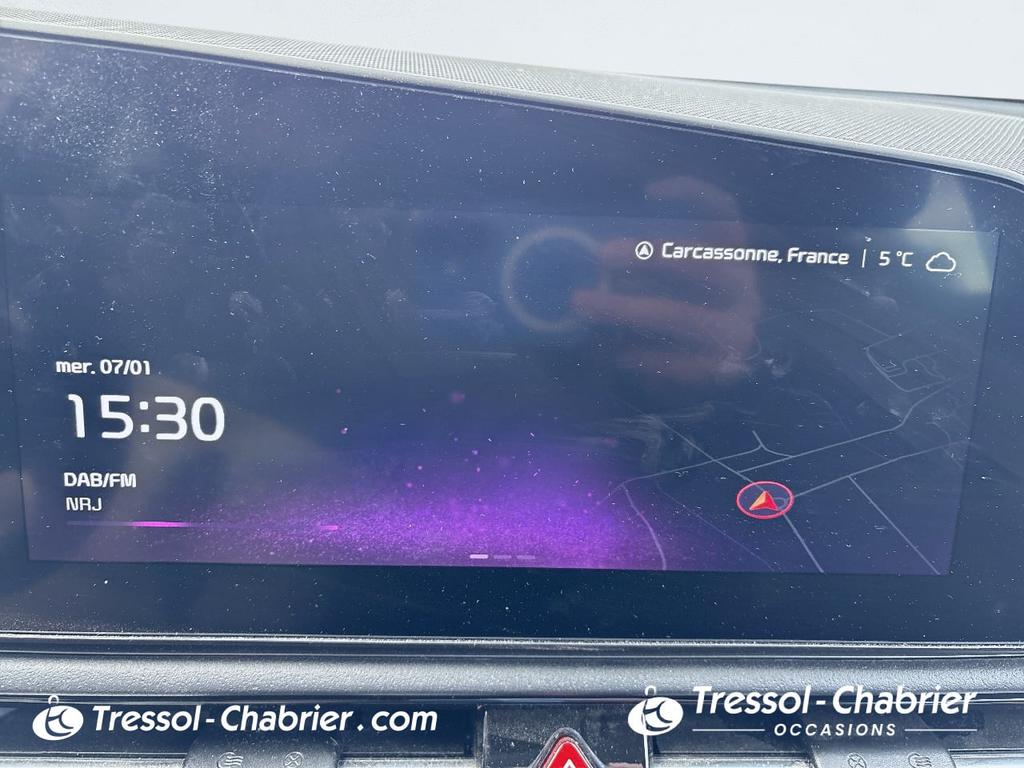 Carcassonne, France | 5 °C
mer. 07/01
15:30
DAB/FM
NRJ
Tressol-Chabrier.com
Tressol-Chabrier
OCCASIONS